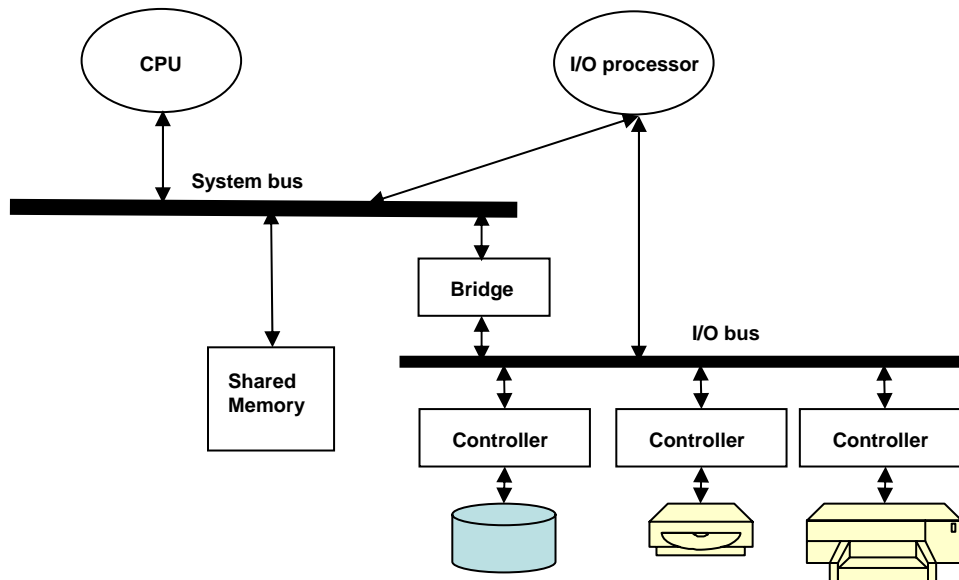 CPU
I/O processor
System bus
Bridge
I/O bus
Shared
Memory
Controller
Controller
Controller